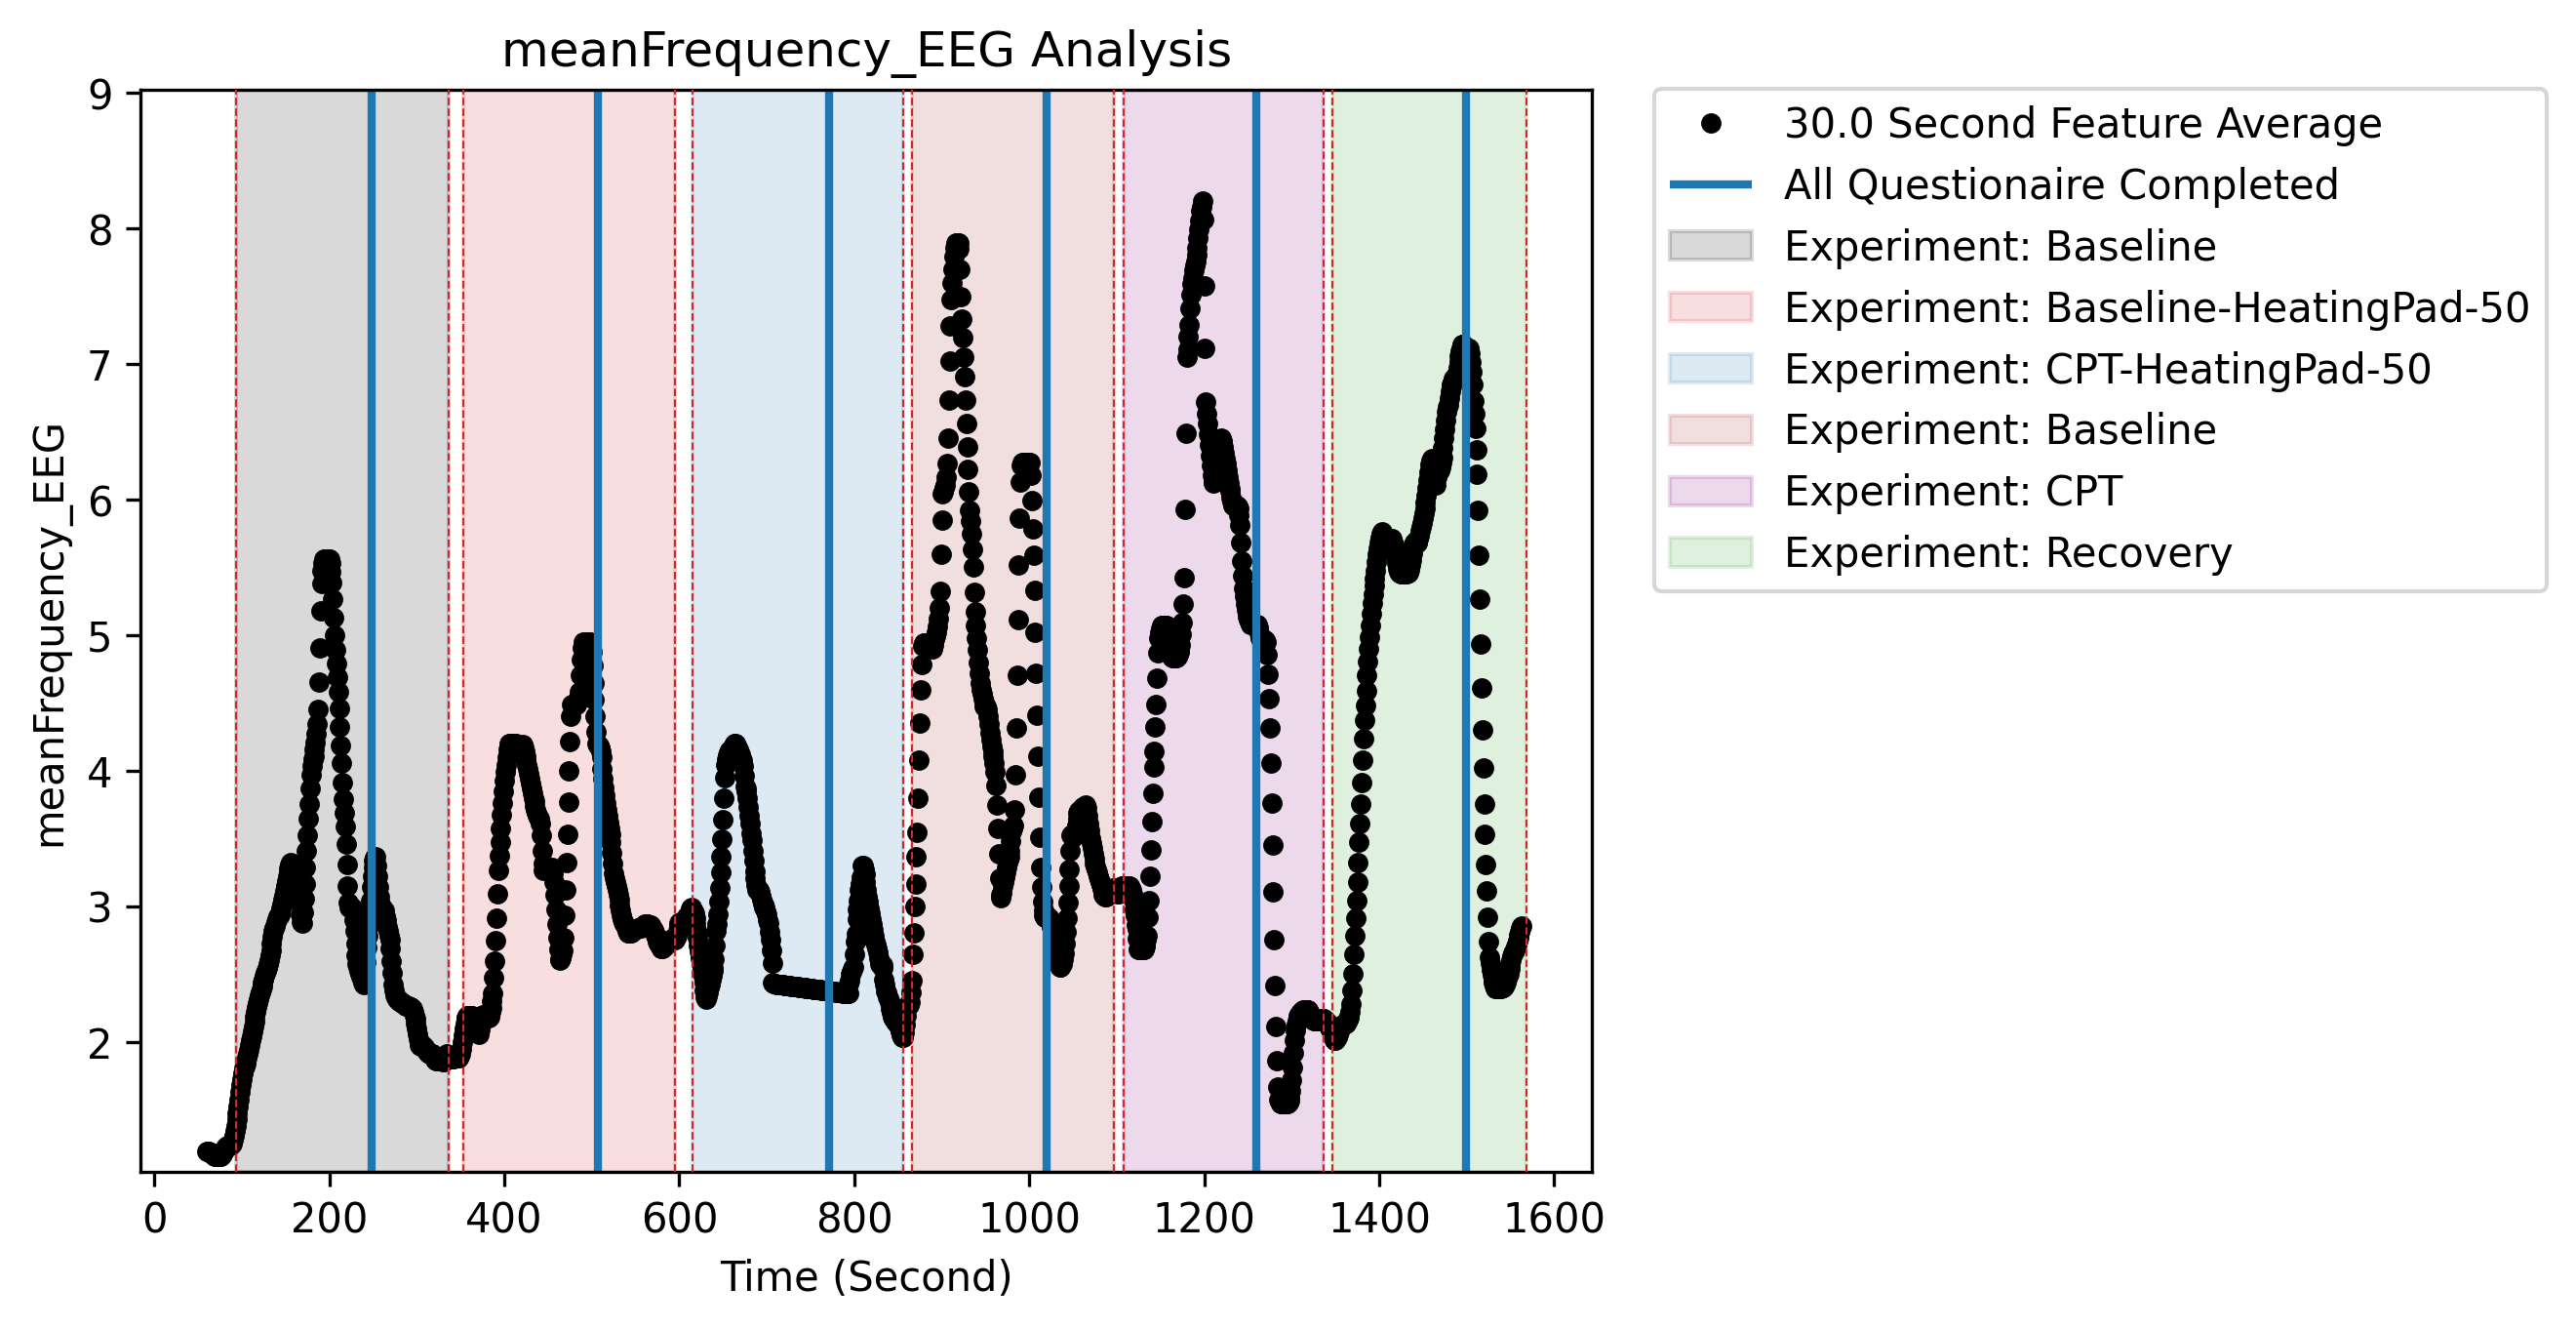 meanFrequency_EEG Analysis
meanFrequency_EEG
9
8
7
6
5
4
3
2
0 200 400 600 800 1000 1200 1400 1600
Time (Second)
30.0 Second Feature Average
All Questionaire Completed
Experiment: Baseline
Experiment: Baseline-HeatingPad-50
Experiment: CPT-HeatingPad-50
Experiment: Baseline
Experiment: CPT
Experiment: Recovery